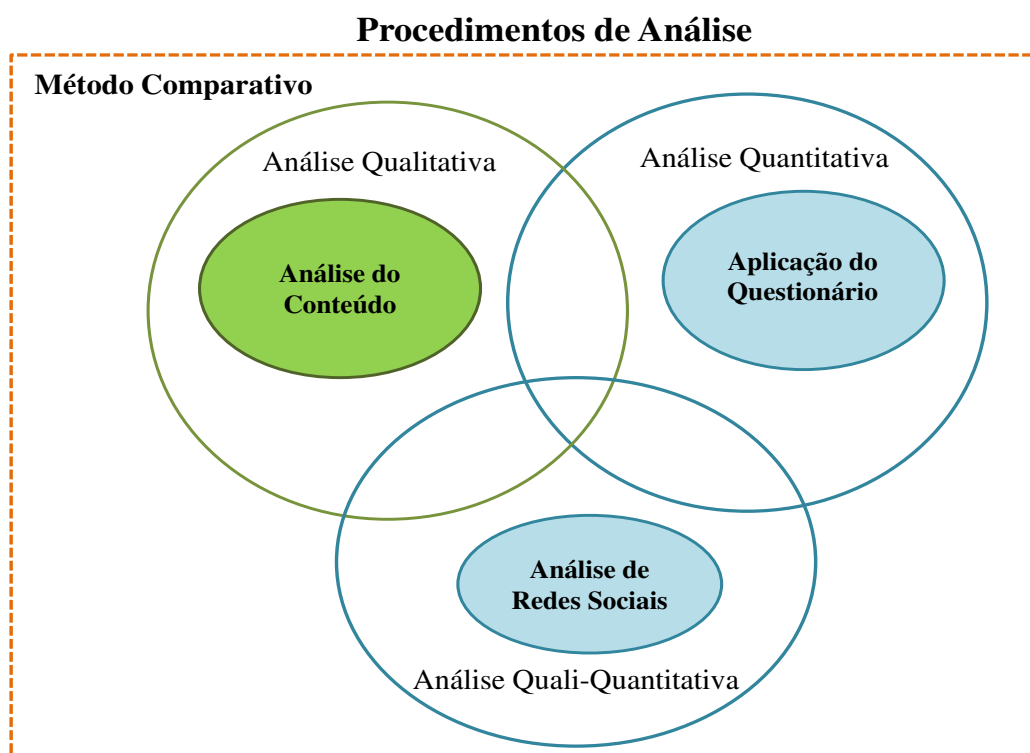 Procedimentos de Análise
Método Comparativo
Análise Qualitativa
Análise Quantitativa
Análise do
Conteúdo
Aplicação do
Questionário
Análise de
Redes Sociais
Análise Quali-Quantitativa